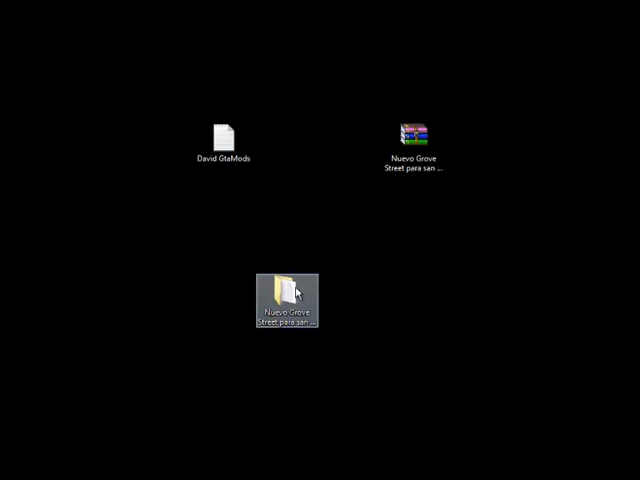 David GtaMods
Nuevo Grove
Street para san ...
Nuevo Grove
Street para san ...